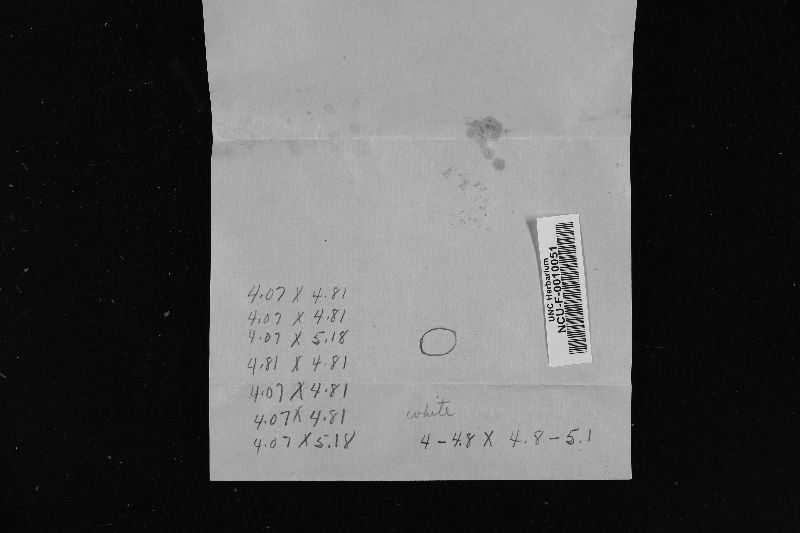 4.07 X 4.81
4.07 X 4.81
4.07 X 5.18
4.81 X 4.81
4.07 X 4.81
4.07 X 4.81
4.07 X 5.18
white
4 - 4.8 X 4.8 - 5.1
UNC Herbarium
NCU-F-0010051